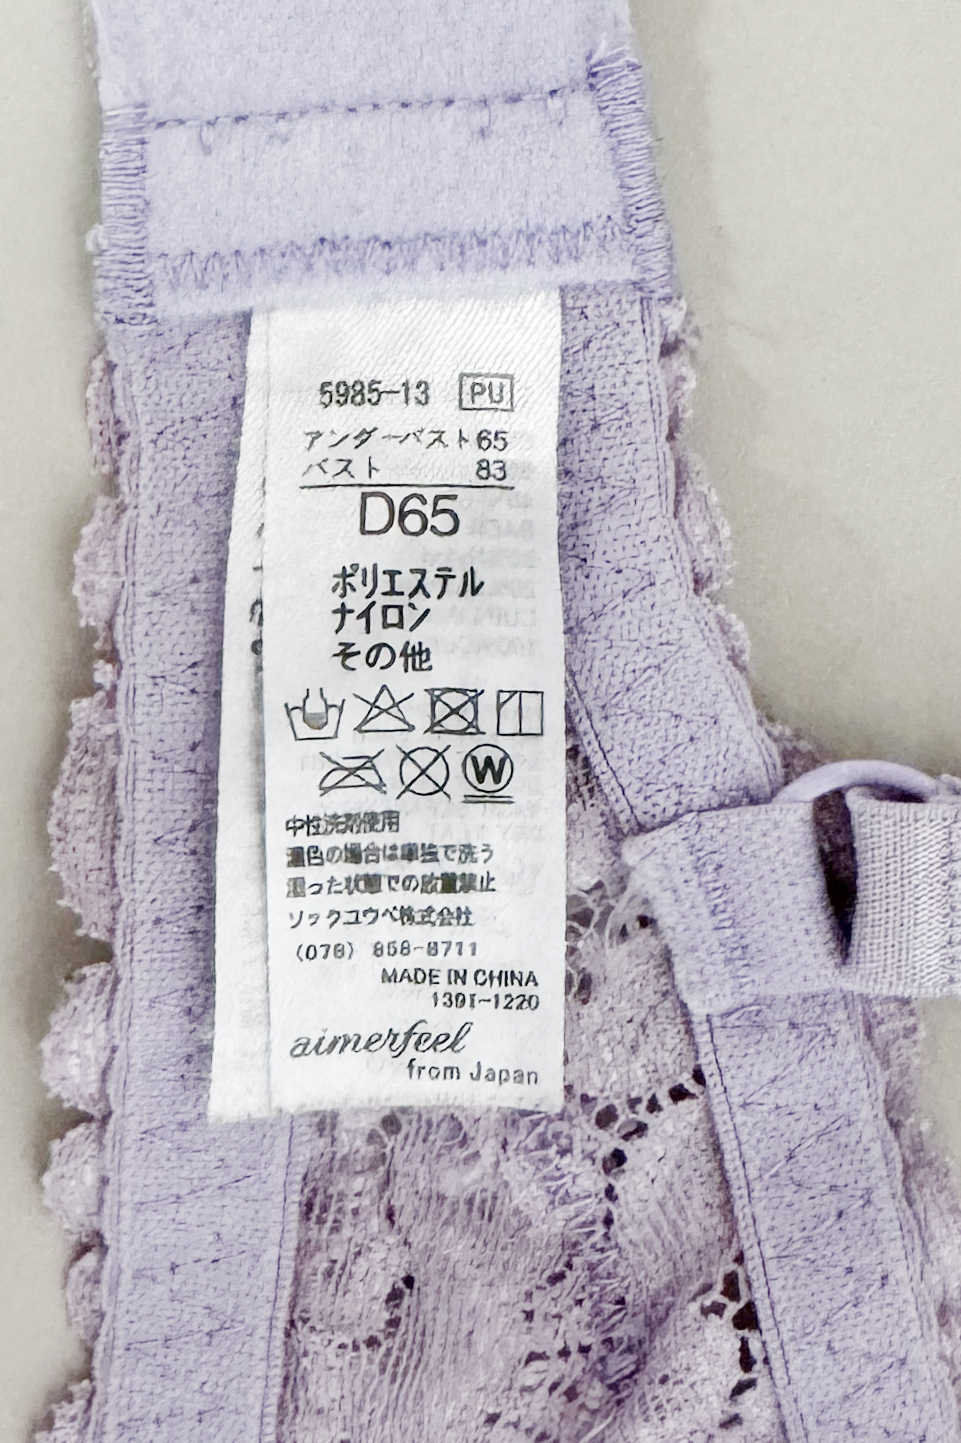 5985-13 PU
アンダーバスト65
バスト 83
D65
ポリエステル
ナイロン
その他
W
中性洗剤使用
濃色の場合は単独で洗う
湿った状態での放置禁止
ソックコウベ株式会社
(078) 858-8711
MADE IN CHINA
1391-1220
aimerfeel
from Japan